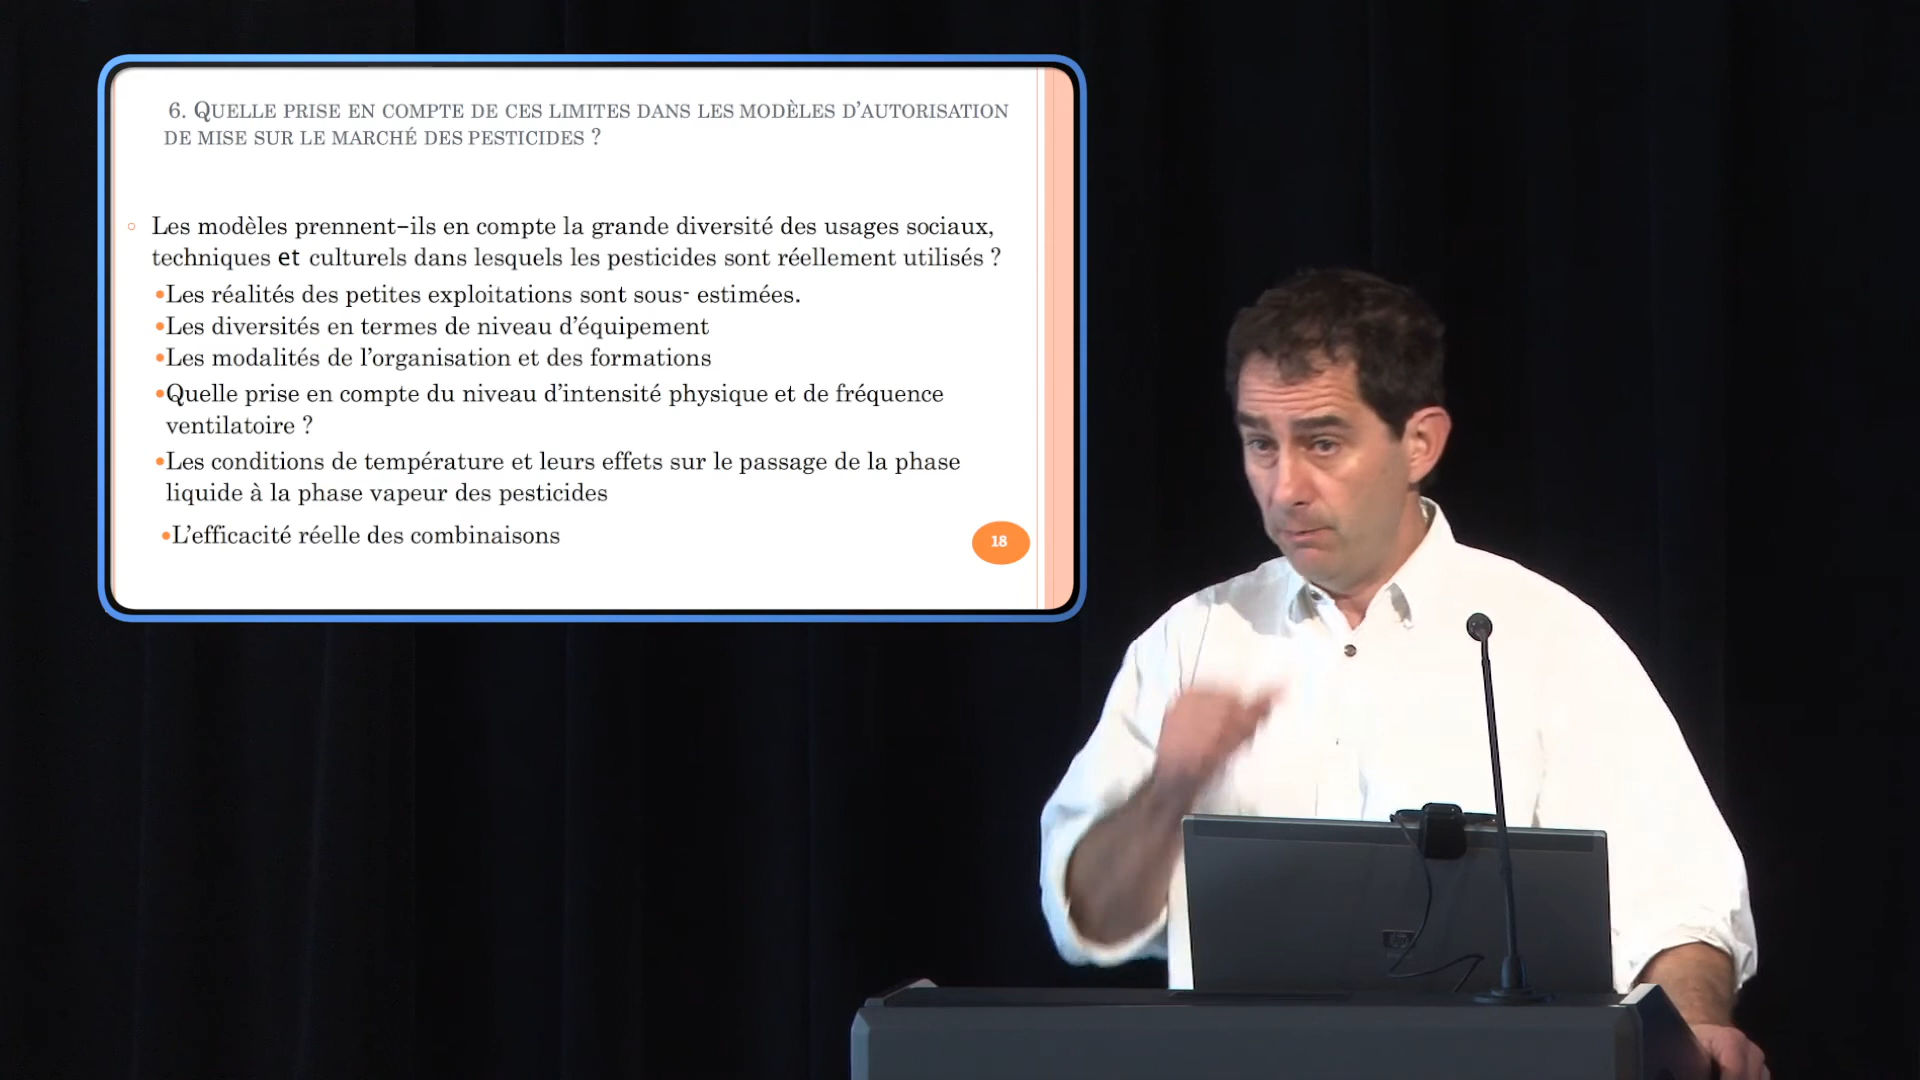 6. QUELLE PRISE EN COMPTE DE CES LIMITES DANS LES MODÈLES D'AUTORISATION
DE MISE SUR LE MARCHÉ DES PESTICIDES ?
Les modèles prennent-ils en compte la grande diversité des usages sociaux,
techniques et culturels dans lesquels les pesticides sont réellement utilisés ?
•Les réalités des petites exploitations sont sous- estimées.
•Les diversités en termes de niveau d'équipement
•Les modalités de l'organisation et des formations
•Quelle prise en compte du niveau d'intensité physique et de fréquence
ventilatoire ?
•Les conditions de température et leurs effets sur le passage de la phase
liquide à la phase vapeur des pesticides
•L'efficacité réelle des combinaisons
18
hp